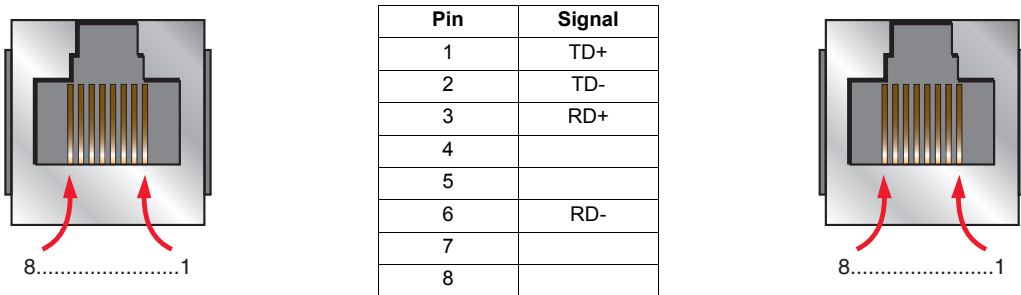 Pin Signal
1 TD+
2 TD-
3 RD+
4
5
6 RD-
7
8
8.......................1
8.......................1